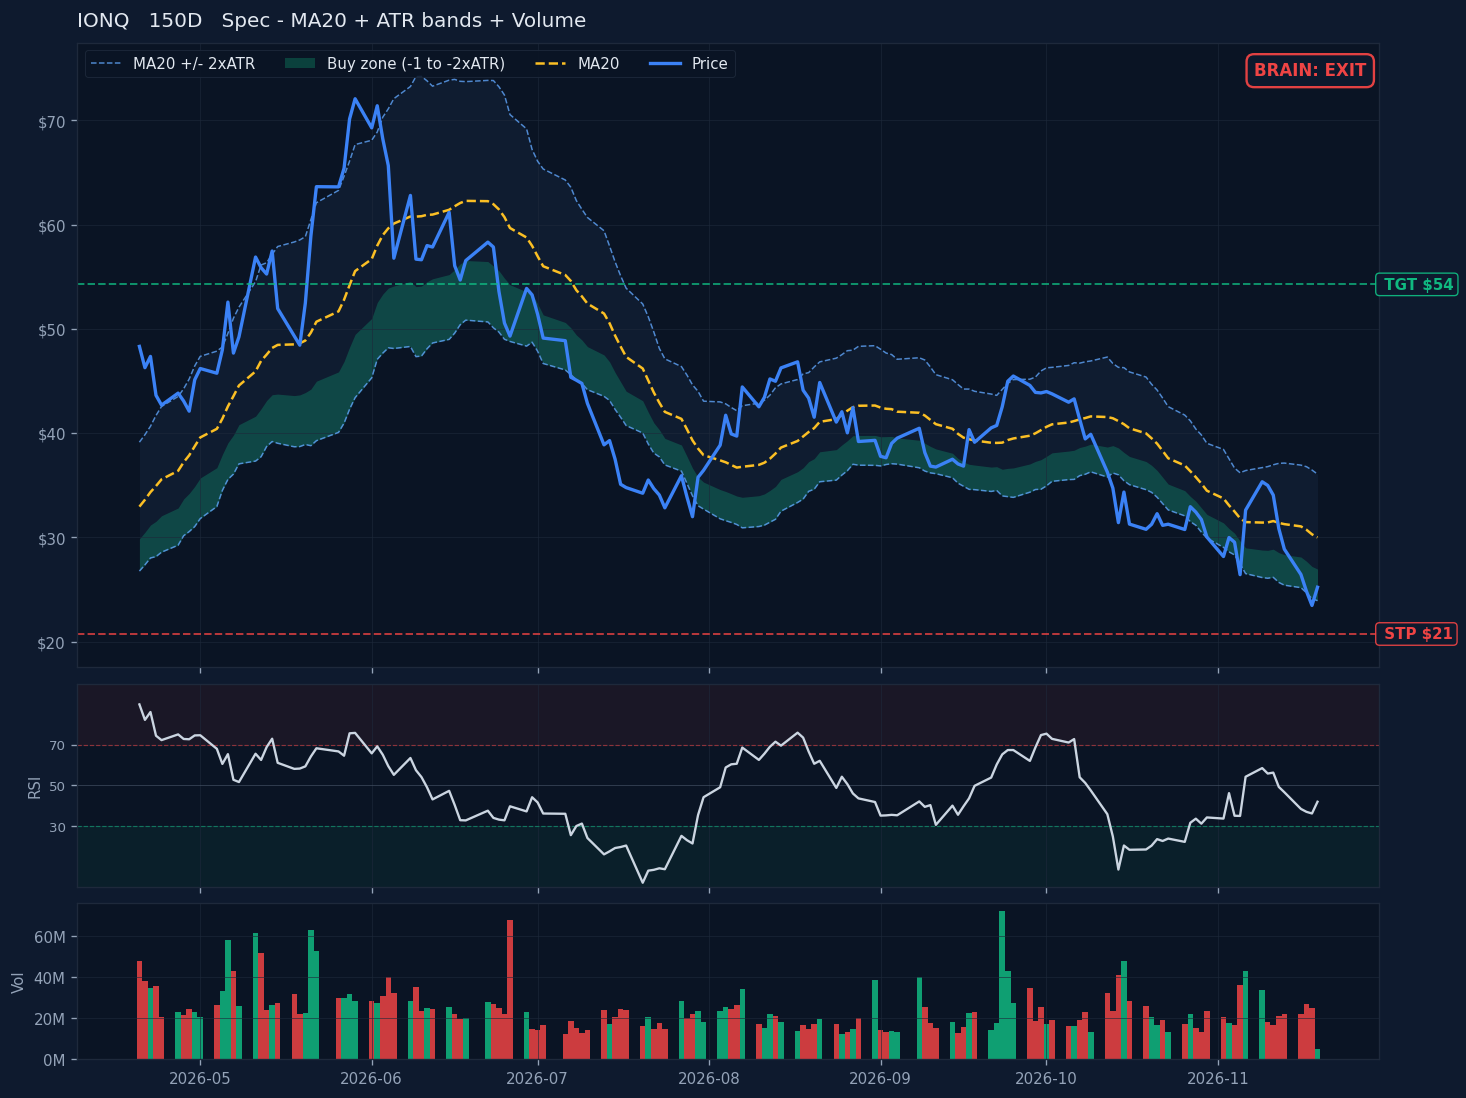 IONQ   150D   Spec - MA20 + ATR bands + Volume
MA20 +/- 2xATR
Buy zone (-1 to -2xATR)
MA20
Price
BRAIN: EXIT
$70
$60
$50
$40
$30
$20
TGT $54
STP $21
RSI
70
50
30
Vol
60M
40M
20M
0M
2026-05
2026-06
2026-07
2026-08
2026-09
2026-10
2026-11